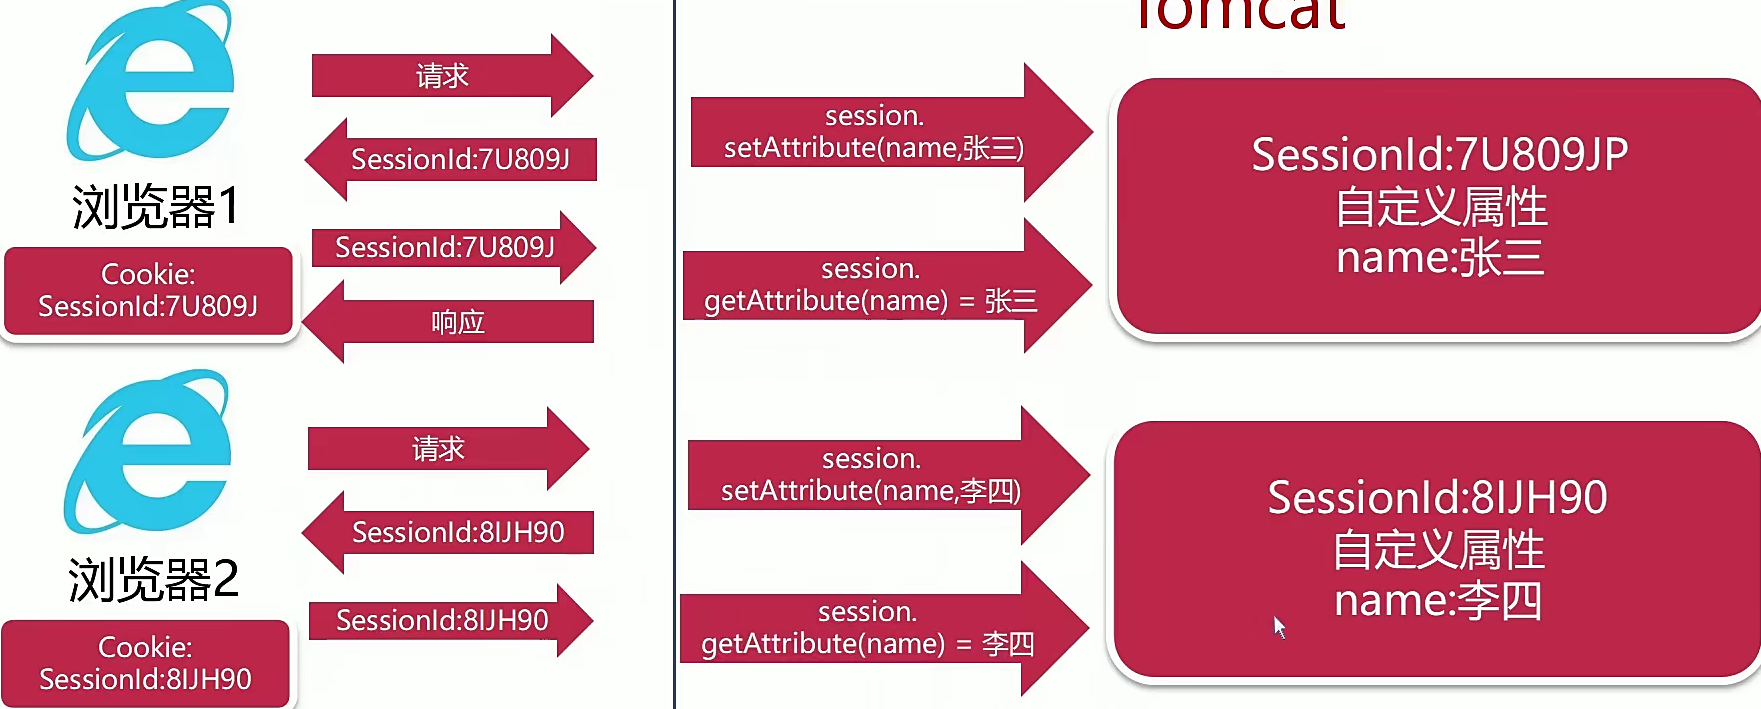 Tomcat
请求
SessionId:7U809J
SessionId:7U809J
响应
浏览器1
Cookie:
SessionId:7U809J
session.
setAttribute(name,张三)
session.
getAttribute(name) = 张三
SessionId:7U809JP
自定义属性
name:张三
请求
SessionId:8IJH90
SessionId:8IJH90
浏览器2
Cookie:
SessionId:8IJH90
session.
setAttribute(name,李四)
session.
getAttribute(name) = 李四
SessionId:8IJH90
自定义属性
name:李四